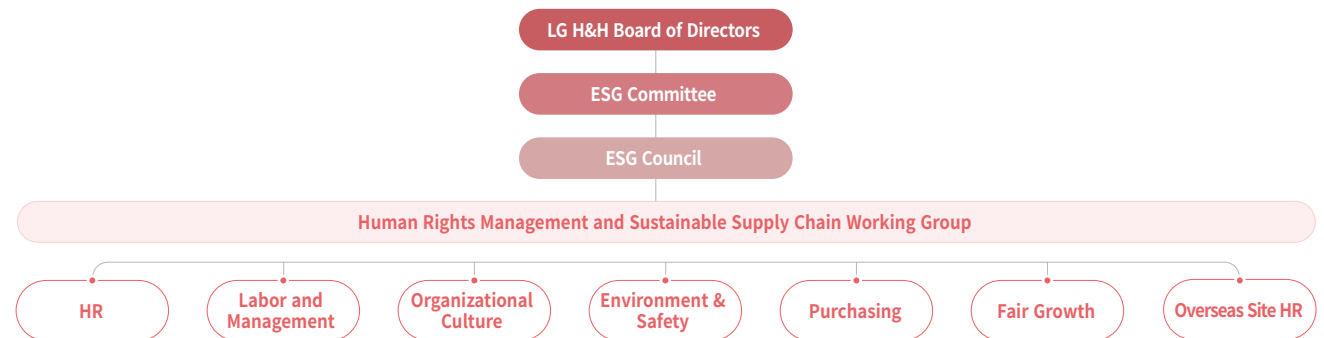 LG H&H Board of Directors
ESG Committee
ESG Council
Human Rights Management and Sustainable Supply Chain Working Group
HR
Labor and
Management
Organizational
Culture
Environment &
Safety
Purchasing
Fair Growth
Overseas Site HR